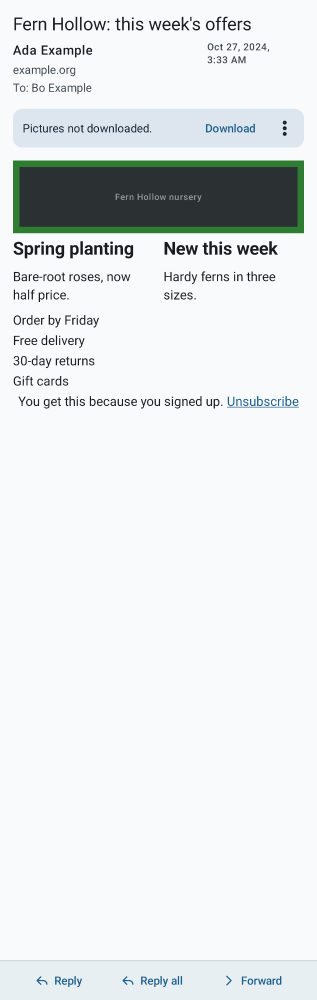 Fern Hollow: this week's offers
Ada Example
Oct 27, 2024,
3:33 AM
example.org
To: Bo Example
Pictures not downloaded.
Download
Fern Hollow nursery
Spring planting
Bare-root roses, now
half price.
New this week
Hardy ferns in three
sizes.
Order by Friday
Free delivery
30-day returns
Gift cards
You get this because you signed up. Unsubscribe
Reply
Reply all
Forward